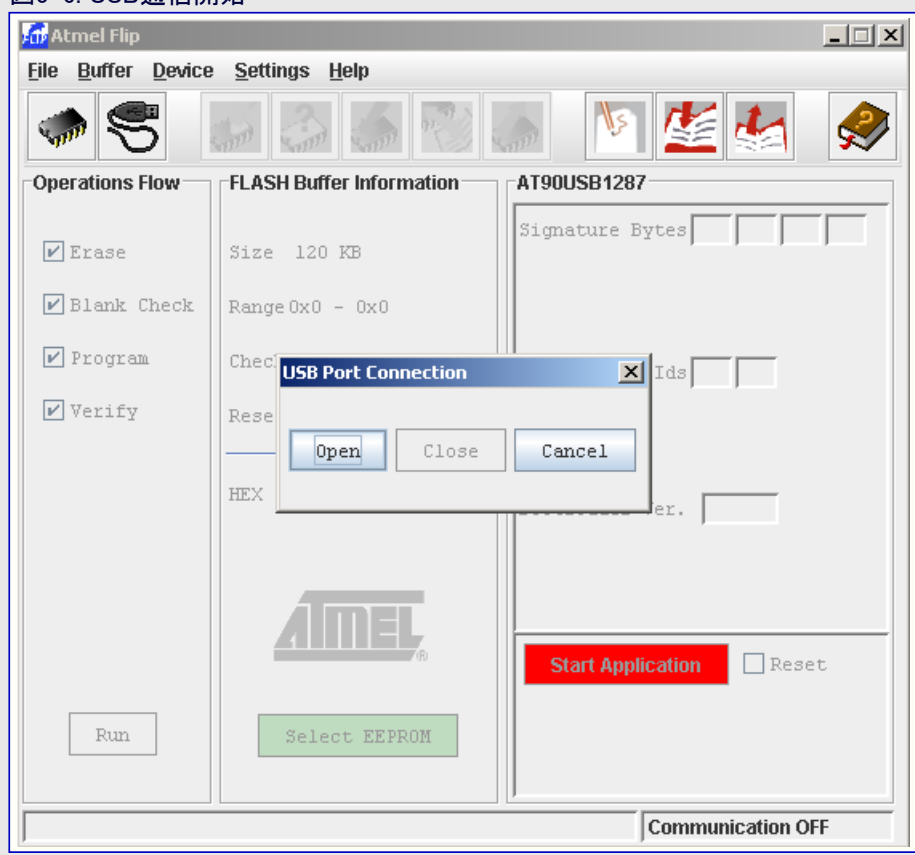 Atmel Flip
File Buffer Device Settings Help
Operations Flow
Erase
Blank Check
Program
Verify
Run
FLASH Buffer Information
Size 120 KB
Range 0x0 - 0x0
HEX
ATMEL
®
Select EEPROM
AT90USB1287
Signature Bytes
Ids
Ver.
Start Application
Reset
USB Port Connection
Open Close Cancel
Communication OFF